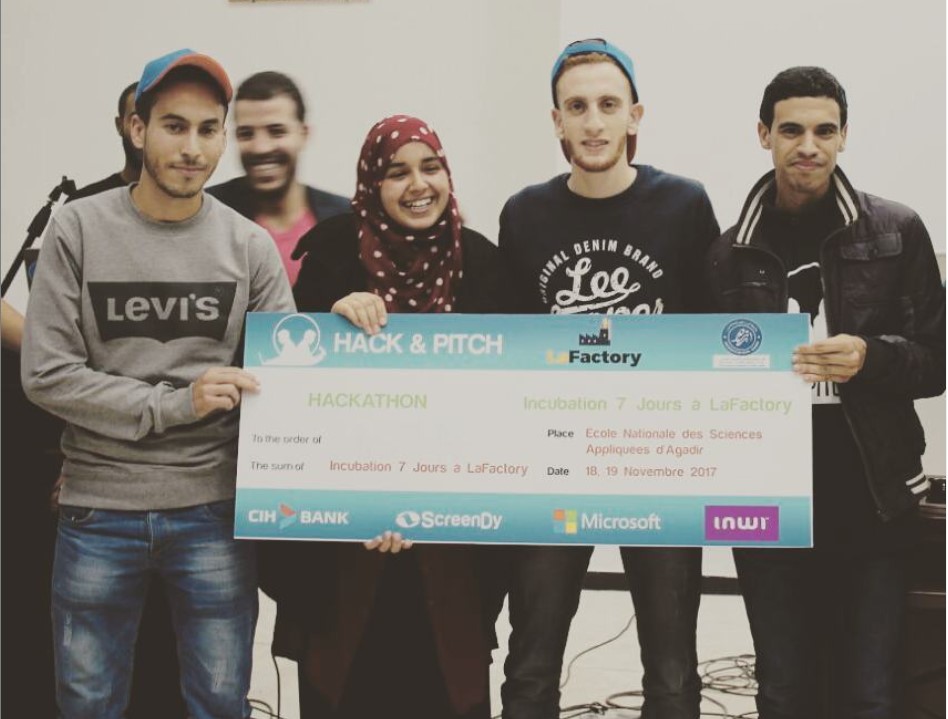 LEVI'S
ORIGINAL DENIM BRAND
Lee
HACK & PITCH
LaFactory
HACKATHON
Incubation 7 Jours à LaFactory
To the order of
Place Ecole Nationale des Sciences
Appliquees d'Agadir
The sum of Incubation 7 Jours à LaFactory
Date 18, 19 Novembre 2017
CIH BANK
ScreenDy
Microsoft
inwi